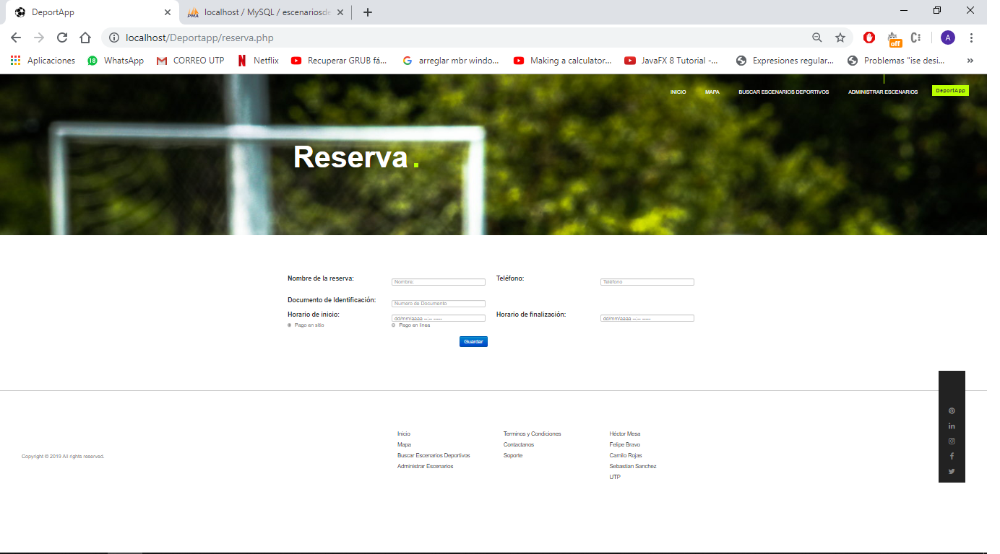 DeportApp
localhost / MySQL / escenariosde
localhost/Deportapp/reserva.php
off
A
Aplicaciones
18
WhatsApp
CORREO UTP
Netflix
Recuperar GRUB fá...
arreglar mbr windo...
Making a calculator...
JavaFX 8 Tutorial -...
Expresiones regular...
Problemas "ise desi...
»
INICIO
MAPA
BUSCAR ESCENARIOS DEPORTIVOS
ADMINISTRAR ESCENARIOS
DeportApp
Reserva.
Nombre de la reserva:
Nombre:
Teléfono:
Teléfono
Documento de Identificación:
Numero de Documento
Horario de inicio:
dd/mm/aaaa --:-- -----
Horario de finalización:
dd/mm/aaaa --:-- -----
Pago en sitio
Pago en linea
Guardar
Copyright © 2019 All rights reserved.
Inicio
Mapa
Buscar Escenarios Deportivos
Administrar Escenarios
Terminos y Condiciones
Contactanos
Soporte
Héctor Mesa
Felipe Bravo
Camilo Rojas
Sebastian Sanchez
UTP